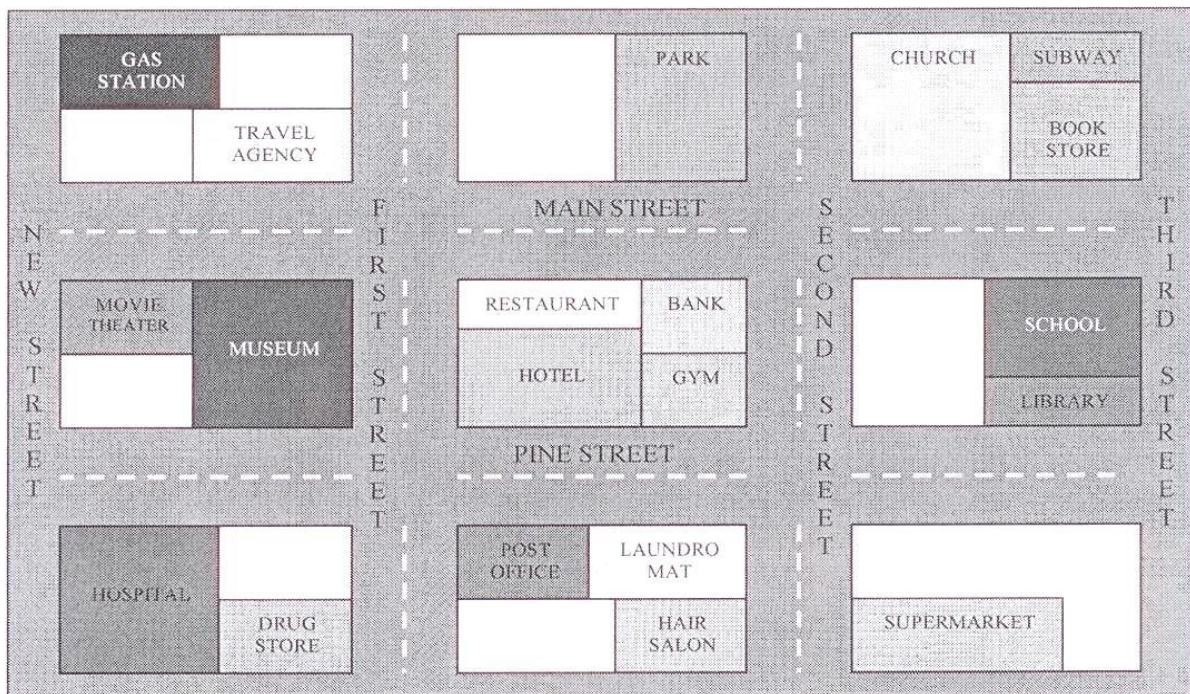 GAS
STATION
TRAVEL
AGENCY
PARK
CHURCH
SUBWAY
BOOK
STORE
MAIN STREET
NEW STREET
FIRST STREET
SECOND STREET
THIRD STREET
MOVIE
THEATER
MUSEUM
RESTAURANT
BANK
HOTEL
GYM
SCHOOL
LIBRARY
PINE STREET
HOSPITAL
DRUG
STORE
POST
OFFICE
LAUNDRO
MAT
HAIR
SALON
SUPERMARKET